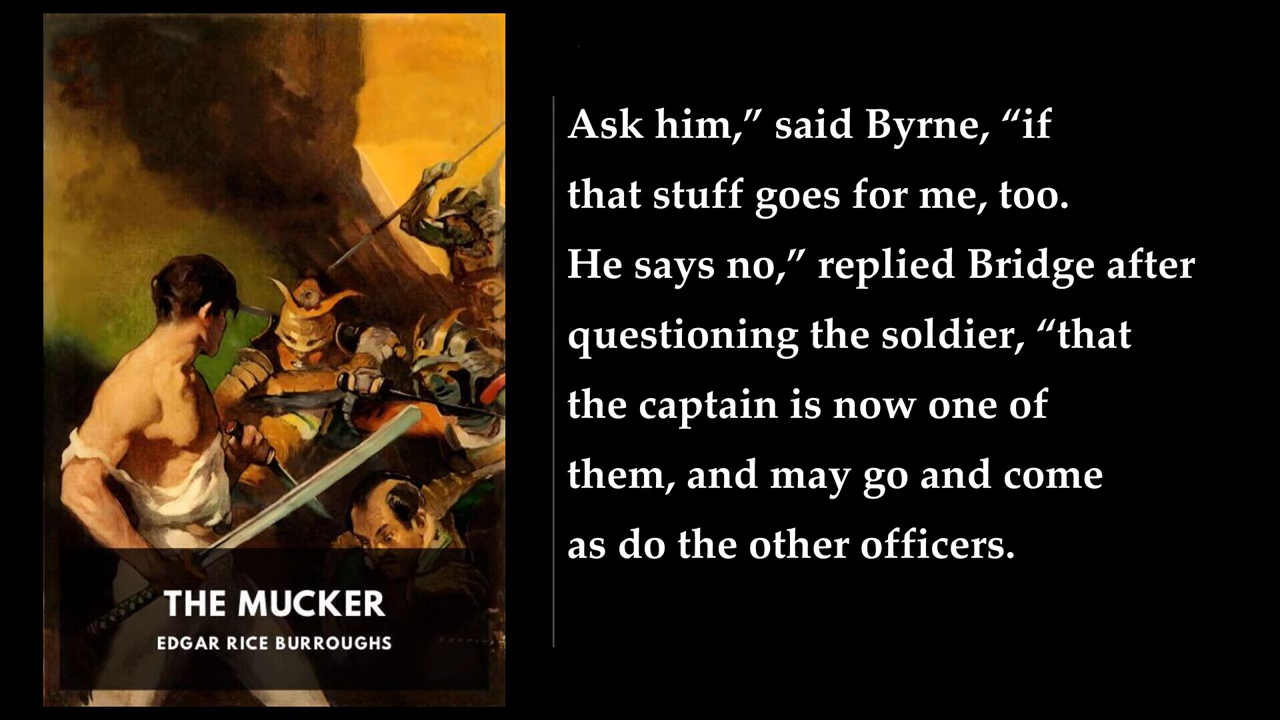 THE MUCKER
EDGAR RICE BURROUGHS
Ask him,” said Byrne, “if
that stuff goes for me, too.
He says no,” replied Bridge after
questioning the soldier, “that
the captain is now one of
them, and may go and come
as do the other officers.